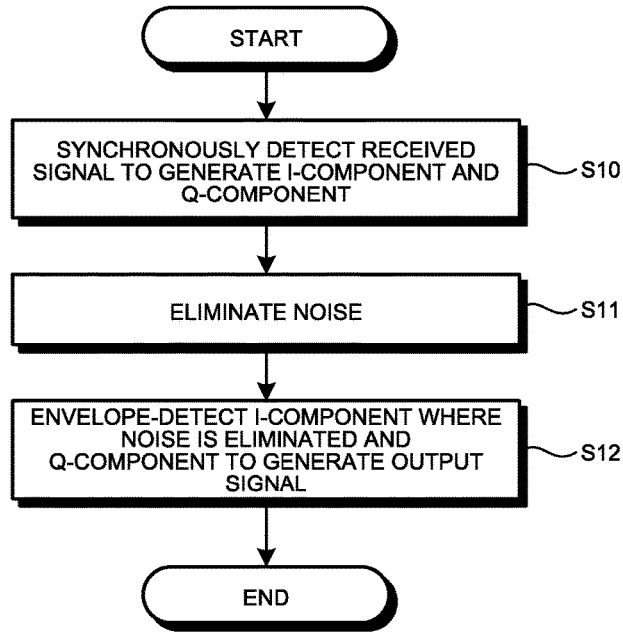 START
SYNCHRONOUSLY DETECT RECEIVED
SIGNAL TO GENERATE I-COMPONENT AND
Q-COMPONENT
S10
ELIMINATE NOISE
S11
ENVELOPE-DETECT I-COMPONENT WHERE
NOISE IS ELIMINATED AND
Q-COMPONENT TO GENERATE OUTPUT
SIGNAL
S12
END